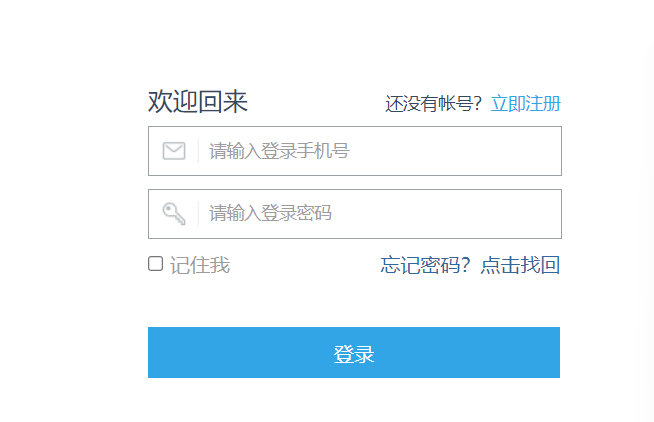 欢迎回来 还没有帐号？立即注册
请输入登录手机号
请输入登录密码
记住我 忘记密码？点击找回
登录